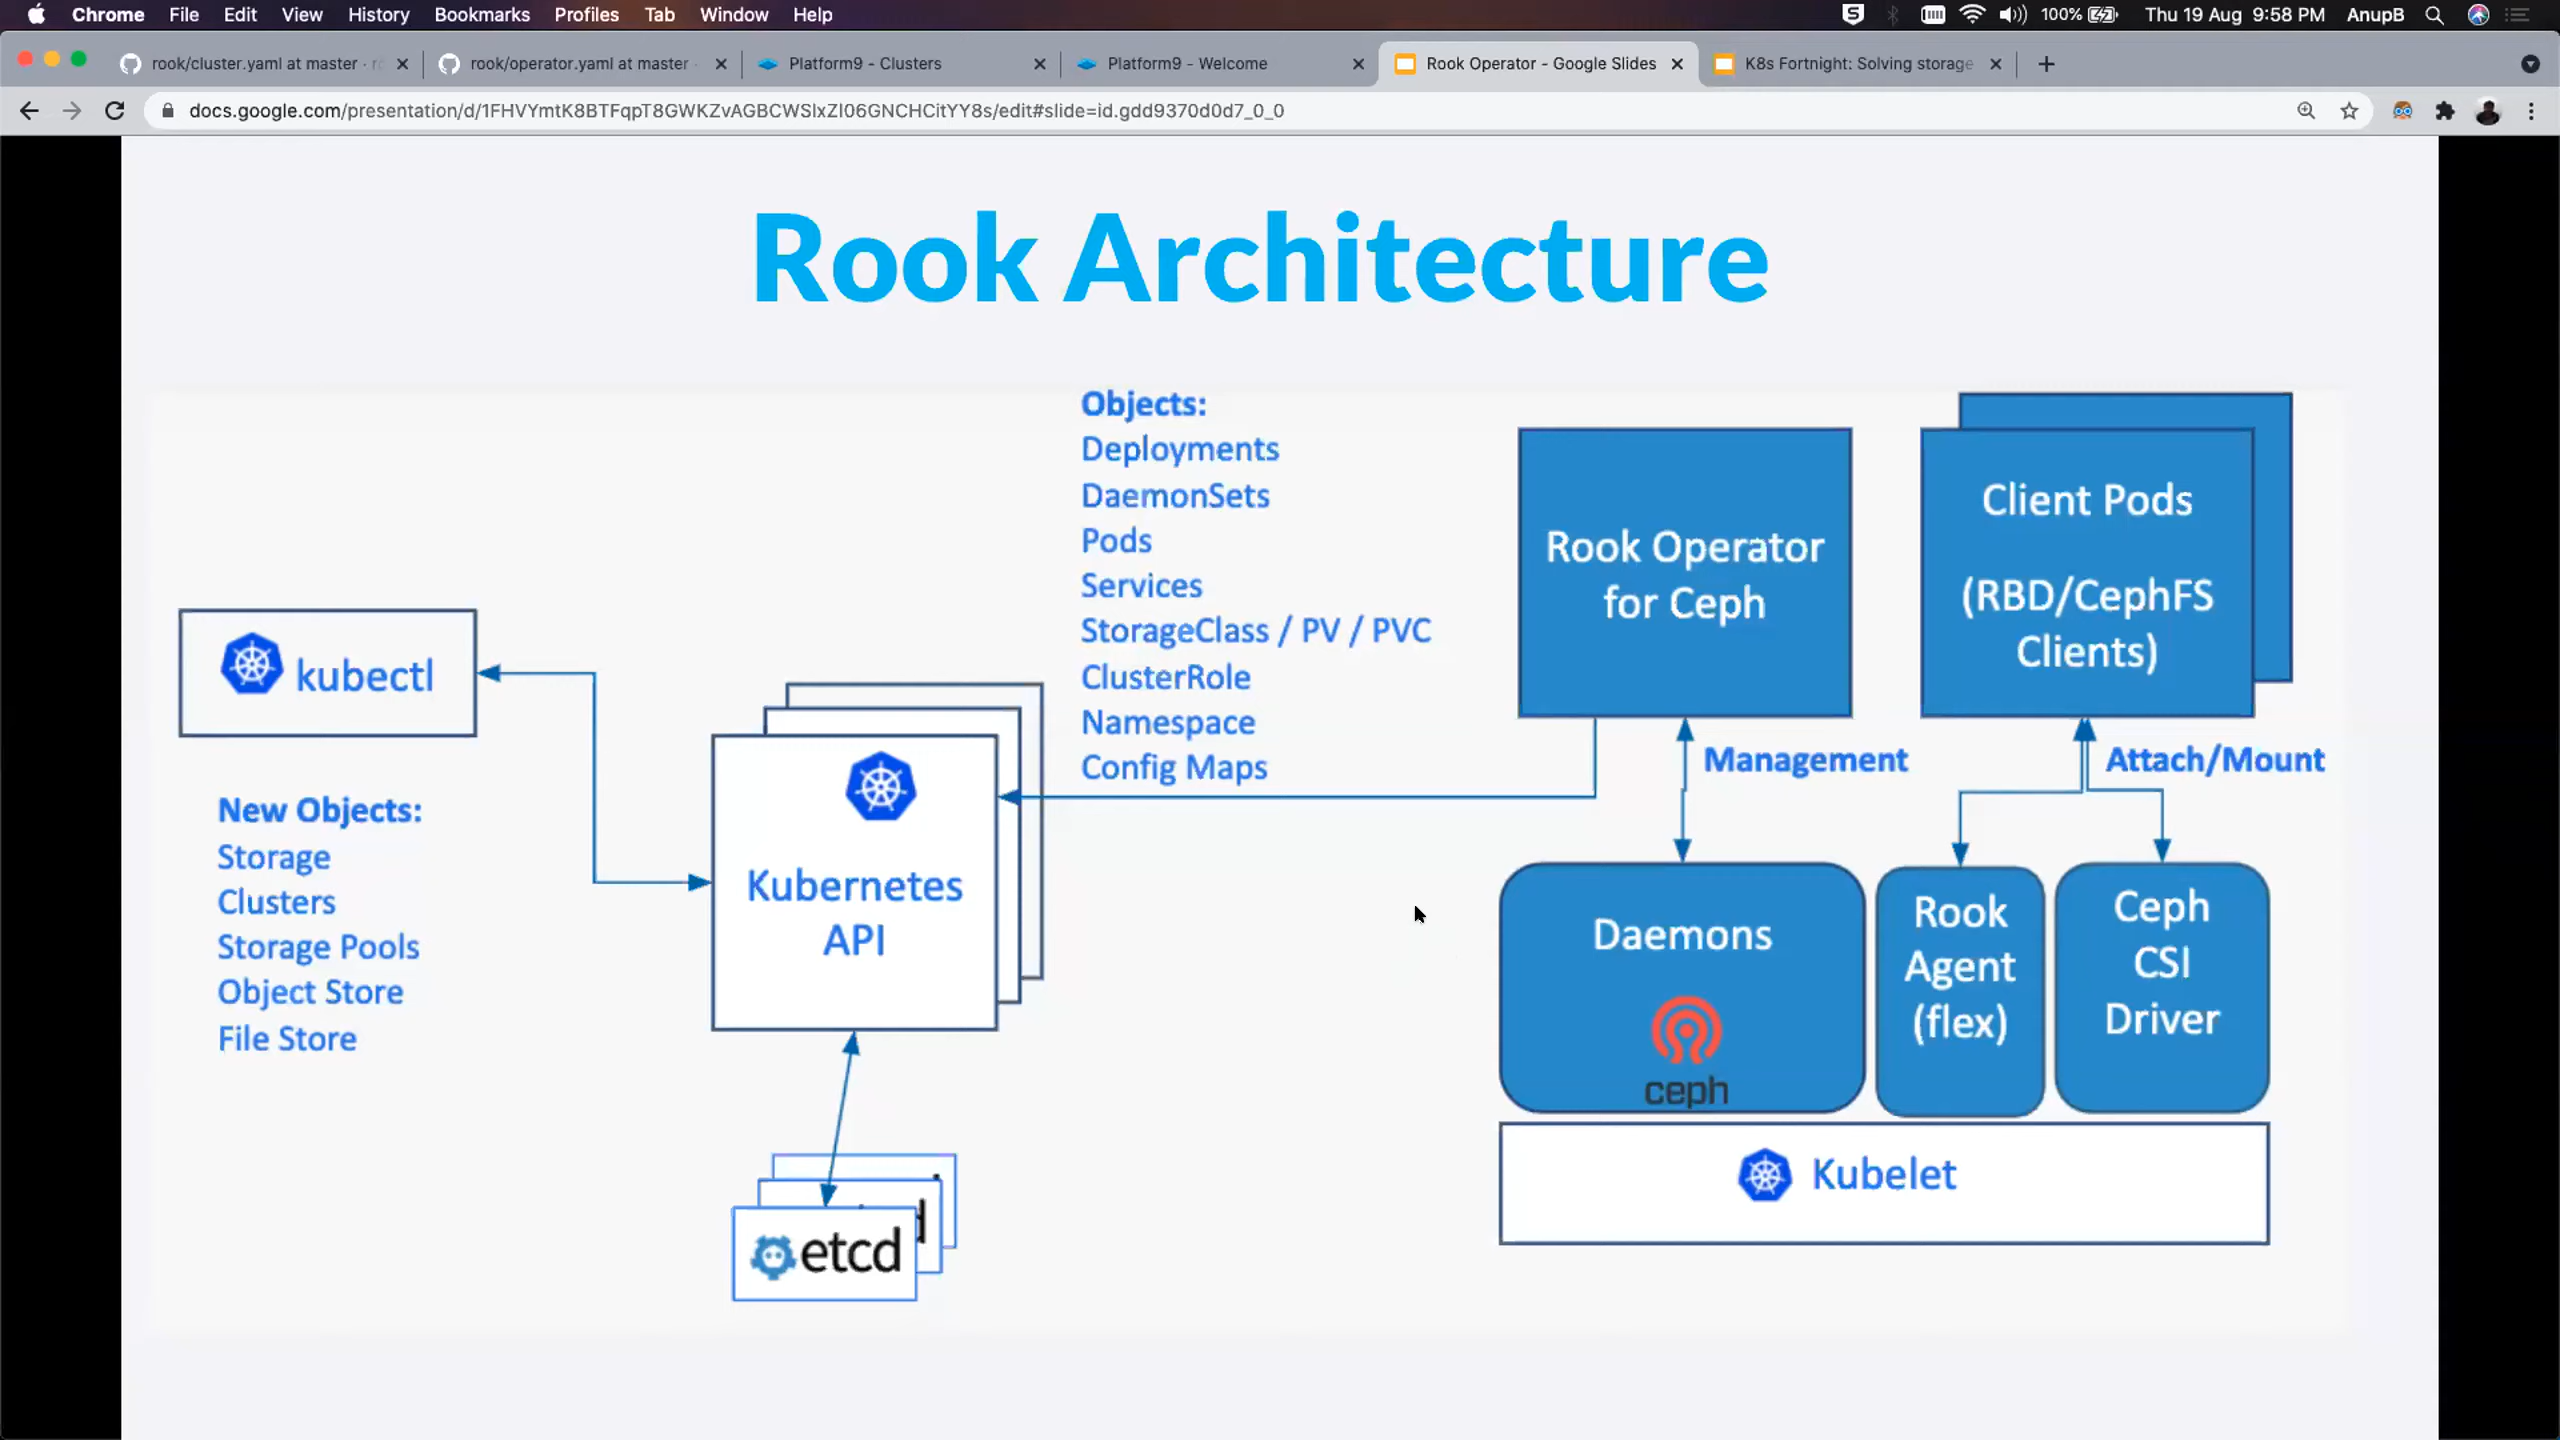 Chrome File Edit View History Bookmarks Profiles Tab Window Help 100% Thu 19 Aug 9:58 PM AnupB
rook/cluster.yaml at master · rook/operator.yaml at master · Platform9 - Clusters Platform9 - Welcome Rook Operator - Google Slides K8s Fortnight: Solving storage
docs.google.com/presentation/d/1FHVYmtK8BTFqpT8GWKZvAGBCWSlxZl06GNCHCitYY8s/edit#slide=id.gdd9370d0d7_0_0
Rook Architecture
kubectl
New Objects:
Storage
Clusters
Storage Pools
Object Store
File Store
Kubernetes
API
etcd
Objects:
Deployments
DaemonSets
Pods
Services
StorageClass / PV / PVC
ClusterRole
Namespace
Config Maps
Rook Operator
for Ceph
Client Pods
(RBD/CephFS
Clients)
Management
Attach/Mount
Daemons
ceph
Rook
Agent
(flex)
Ceph
CSI
Driver
Kubelet